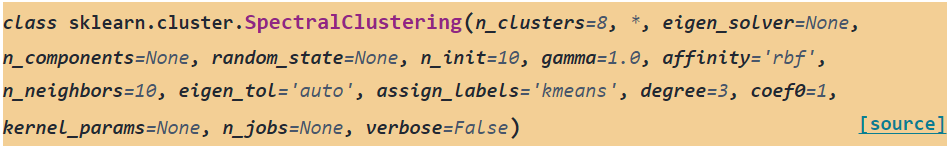 class sklearn.cluster.SpectralClustering(n_clusters=8, *, eigen_solver=None,
n_components=None, random_state=None, n_init=10, gamma=1.0, affinity='rbf',
n_neighbors=10, eigen_tol='auto', assign_labels='kmeans', degree=3, coef0=1,
kernel_params=None, n_jobs=None, verbose=False) [source]